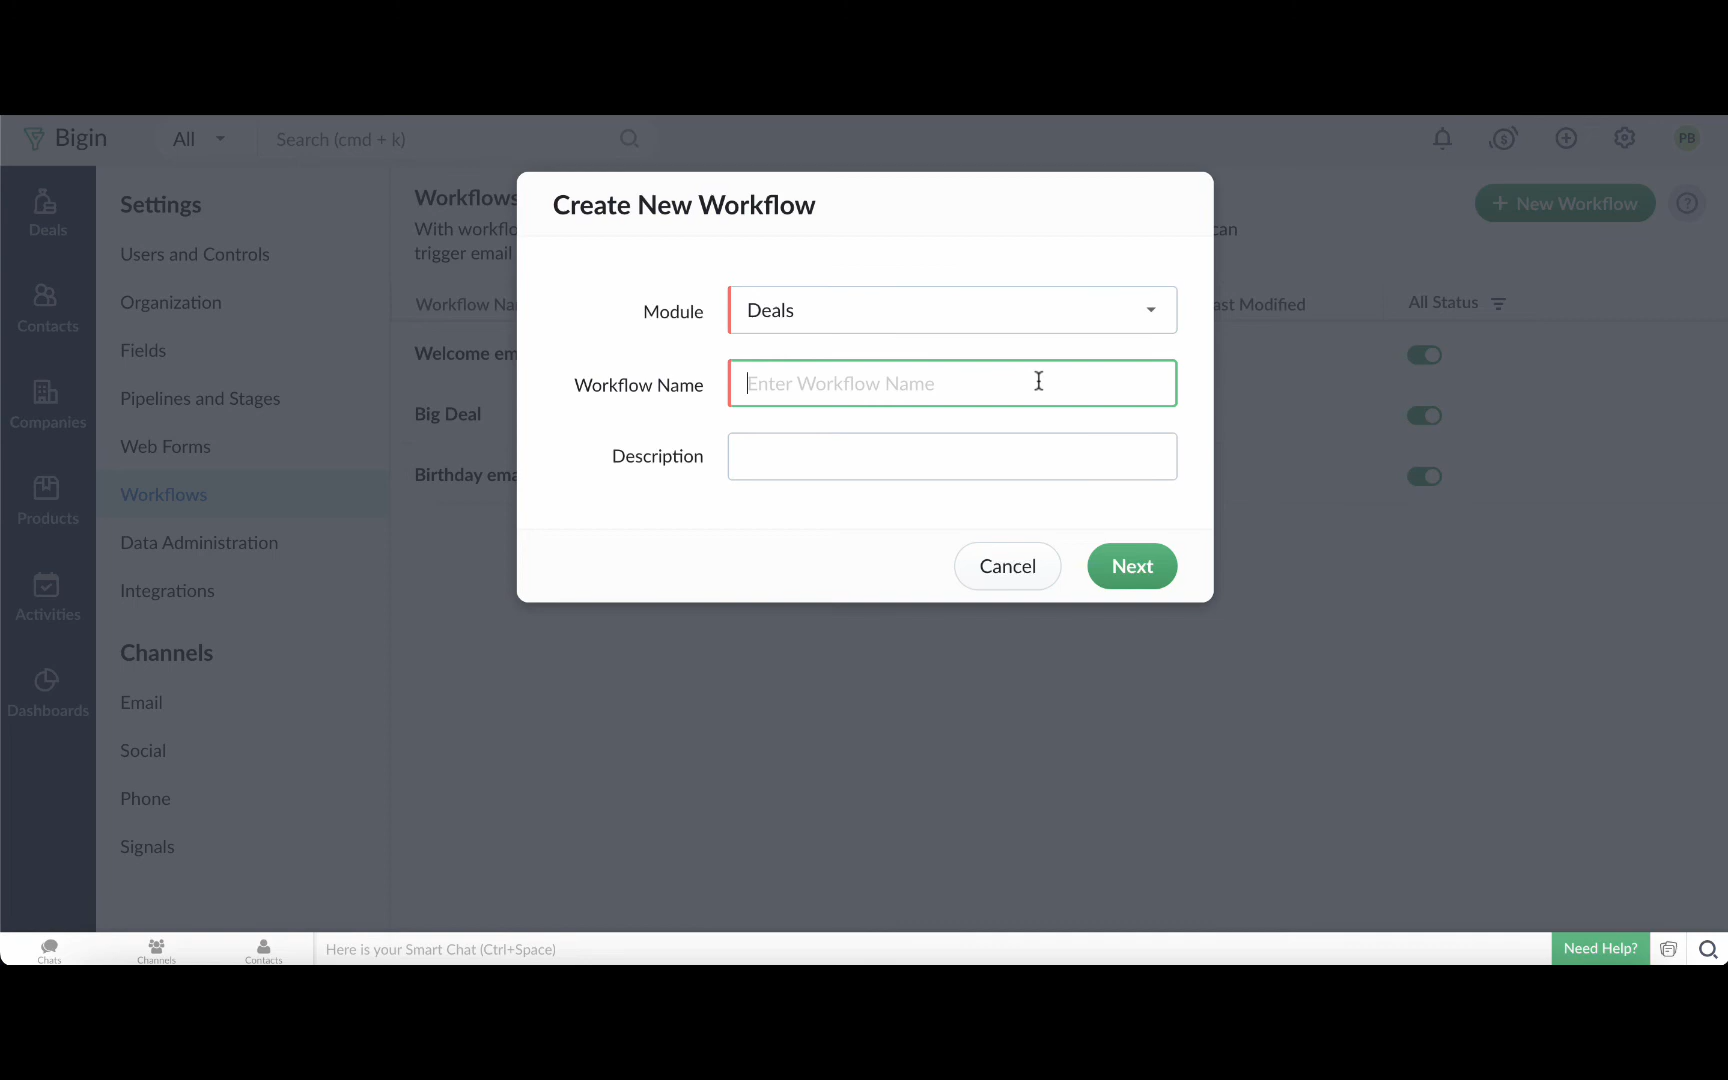 Bigin
All
Search (cmd + k)
PB
Deals
Contacts
Companies
Products
Activities
Dashboards
Settings
Users and Controls
Organization
Fields
Pipelines and Stages
Web Forms
Workflows
Data Administration
Integrations
Channels
Email
Social
Phone
Signals
Workflows
With workflo
can
trigger email
+ New Workflow
?
Workflow Na
ast Modified
All Status
Welcome em
Big Deal
Birthday ema
Create New Workflow
Module
Deals
Workflow Name
Enter Workflow Name
Description
Cancel
Next
Chats
Channels
Contacts
Here is your Smart Chat (Ctrl+Space)
Need Help?